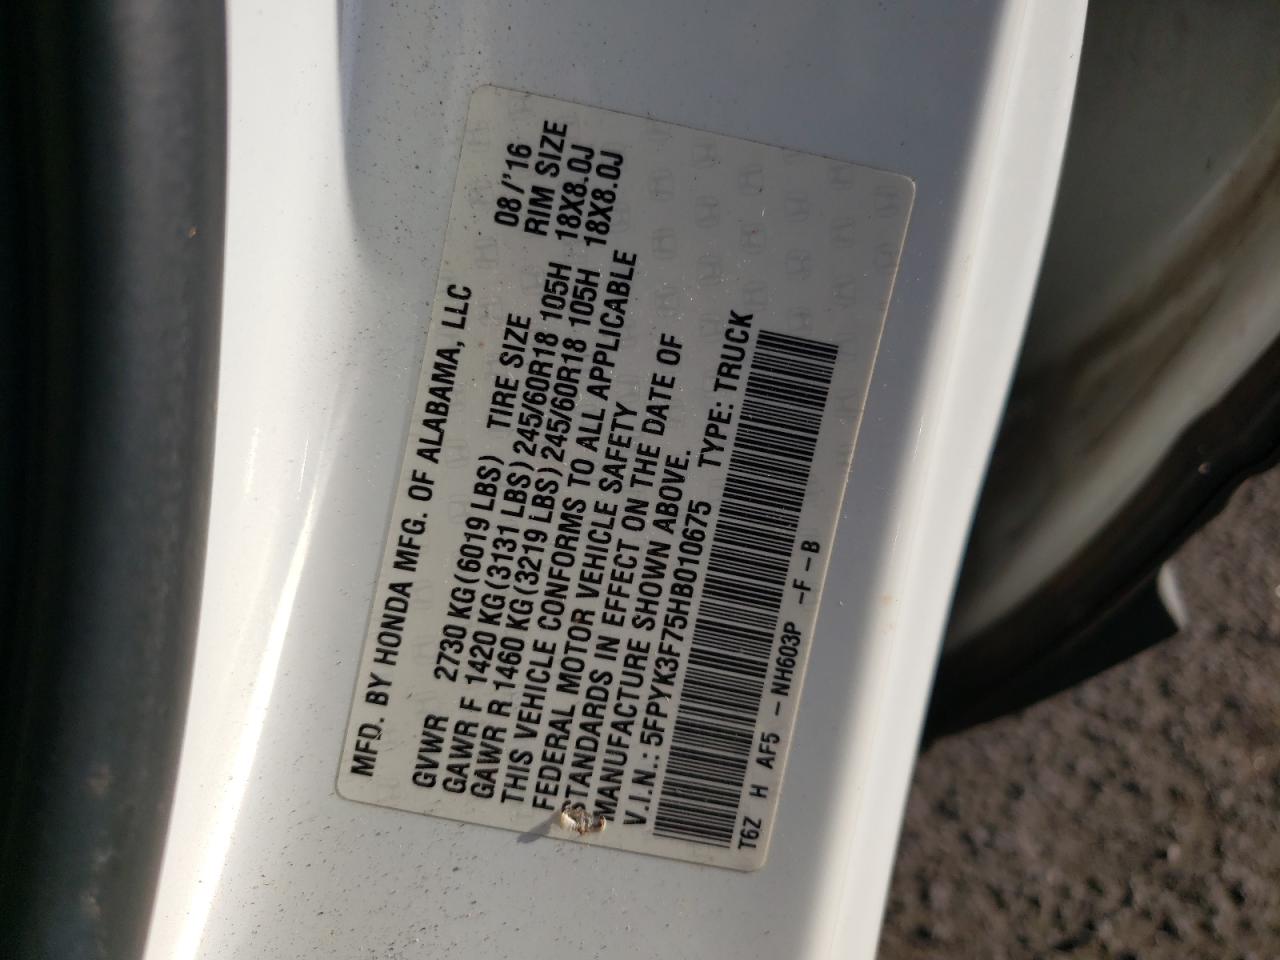 MFD. BY HONDA MFG. OF ALABAMA, LLC 08/'16
GVWR 2730 KG(6019 LBS) TIRE SIZE RIM SIZE
GAWR F 1420 KG(3131 LBS) 245/60R18 105H 18X8.0J
GAWR R 1460 KG(3219 LBS) 245/60R18 105H 18X8.0J
THIS VEHICLE CONFORMS TO ALL APPLICABLE
FEDERAL MOTOR VEHICLE SAFETY
STANDARDS IN EFFECT ON THE DATE OF
MANUFACTURE SHOWN ABOVE.
V.I.N.: 5FPYK3F75HB010675 TYPE: TRUCK
T6Z H AF5 -NH603P -F-B